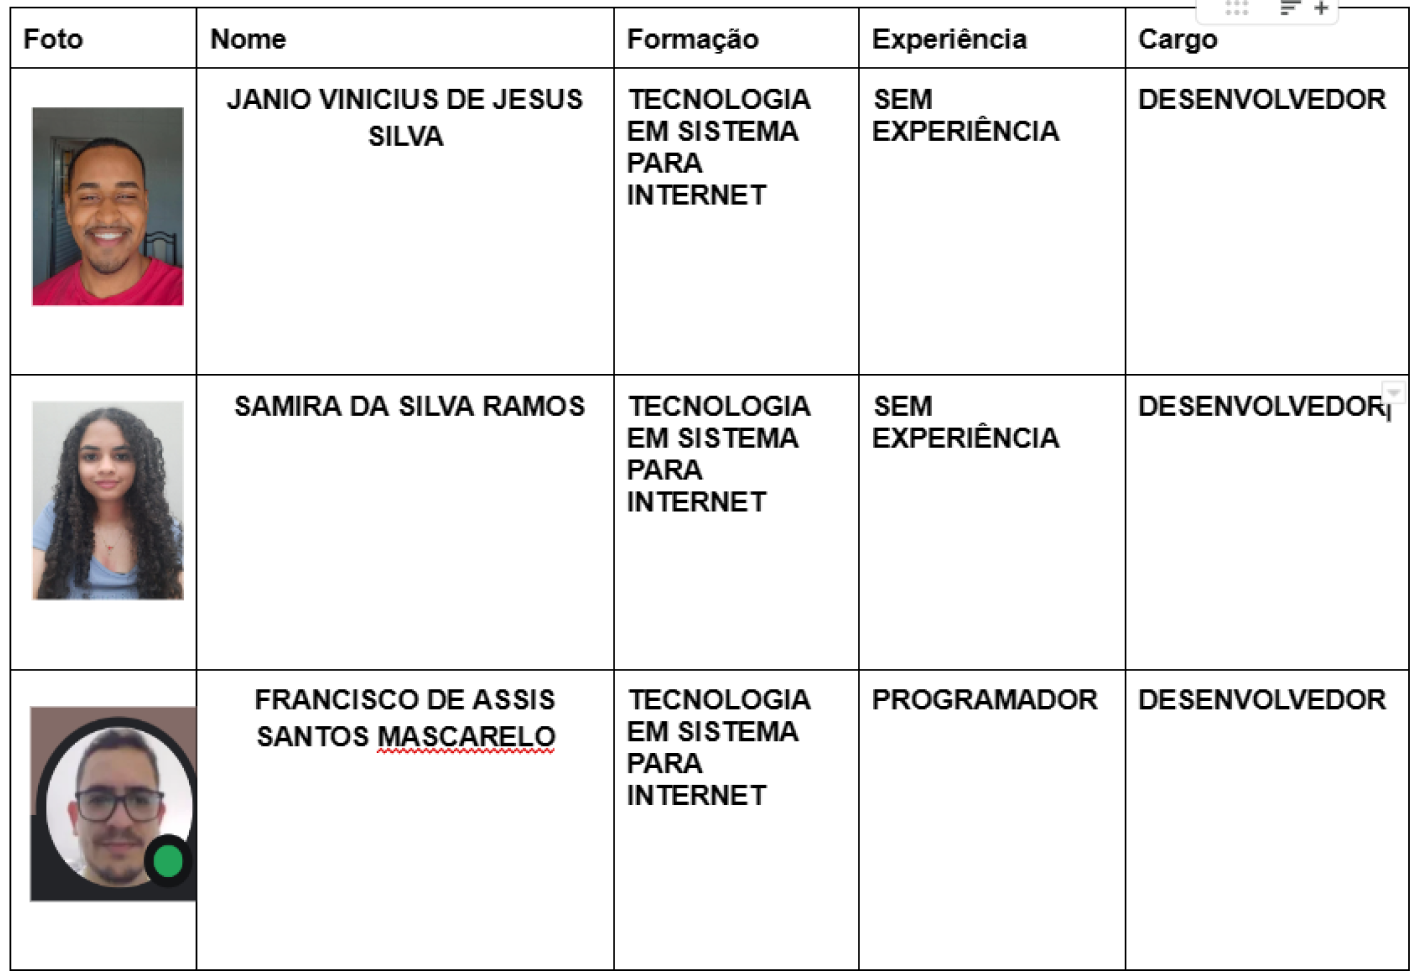 Foto
Nome
Formação
Experiência
Cargo
JANIO VINICIUS DE JESUS
SILVA
TECNOLOGIA
EM SISTEMA
PARA
INTERNET
SEM
EXPERIÊNCIA
DESENVOLVEDOR
SAMIRA DA SILVA RAMOS
TECNOLOGIA
EM SISTEMA
PARA
INTERNET
SEM
EXPERIÊNCIA
DESENVOLVEDOR
FRANCISCO DE ASSIS
SANTOS MASCARELO
TECNOLOGIA
EM SISTEMA
PARA
INTERNET
PROGRAMADOR
DESENVOLVEDOR